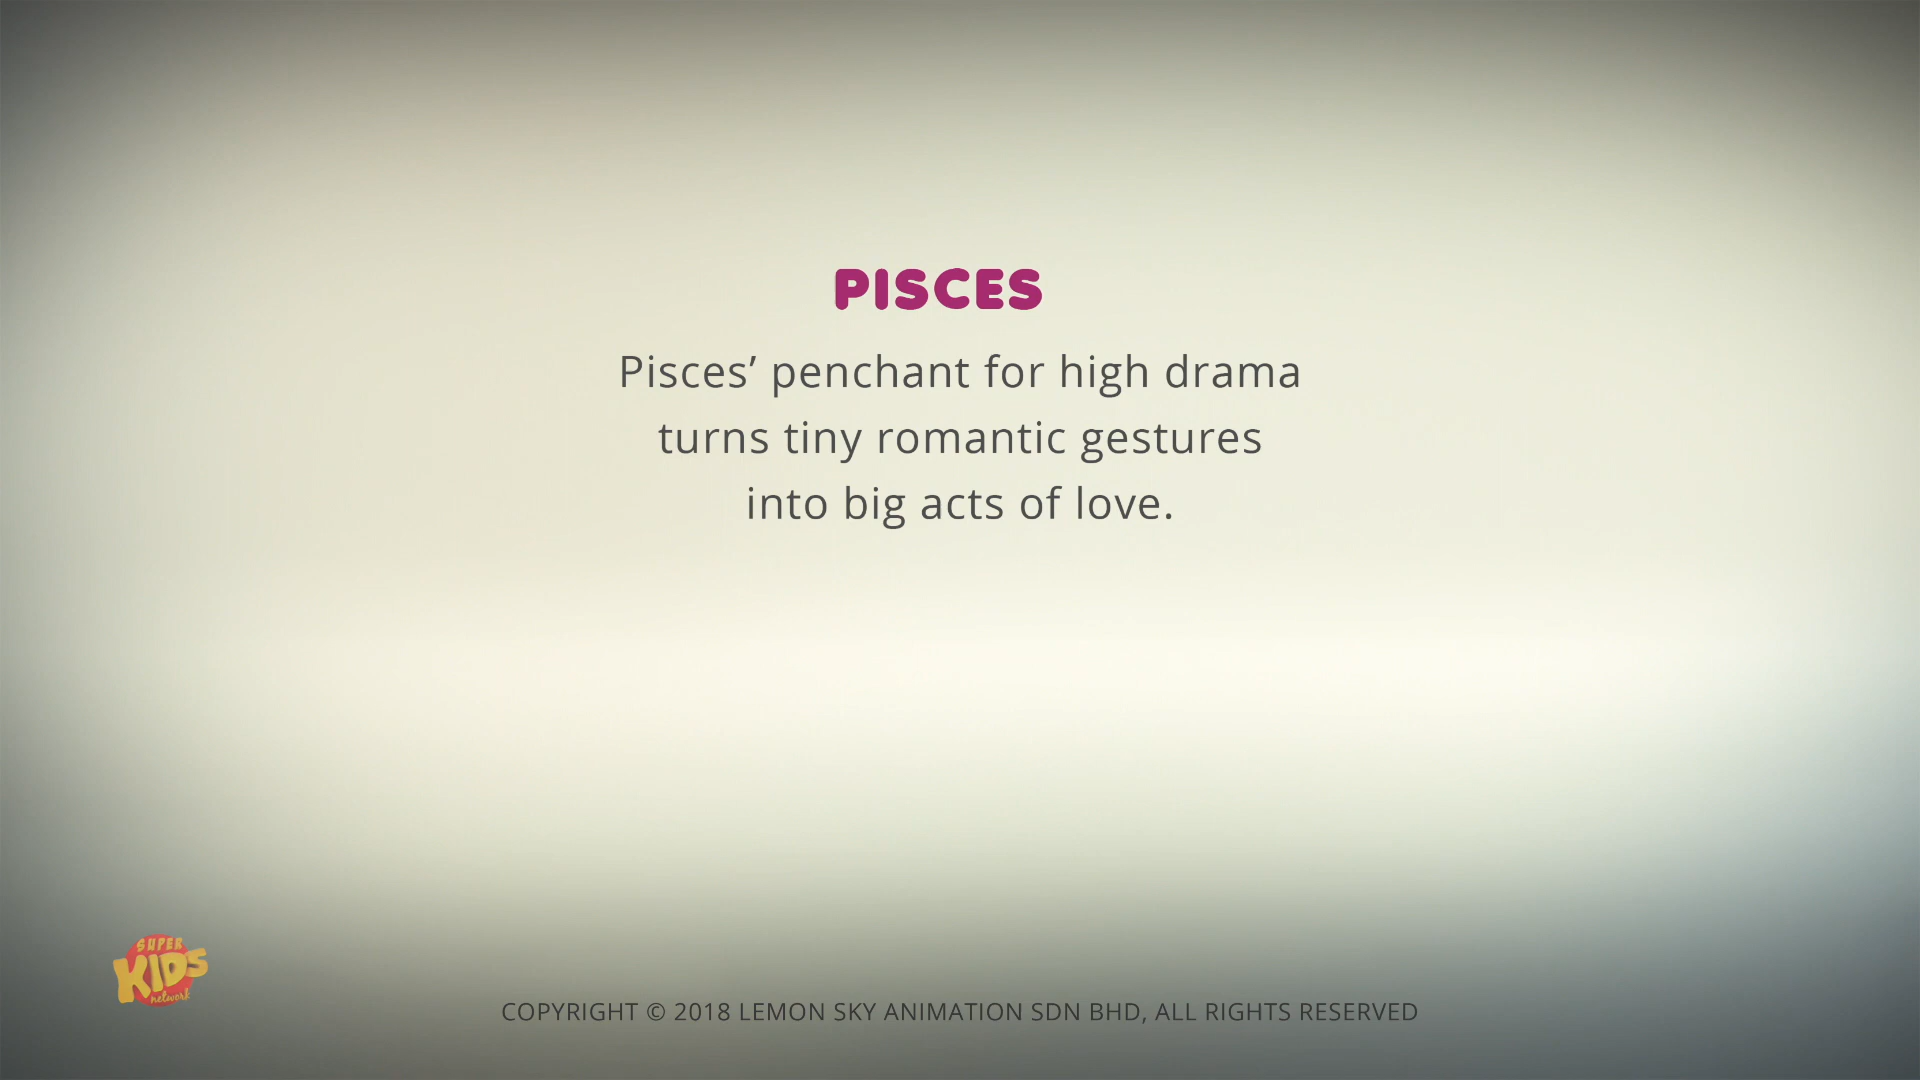 PISCES
Pisces’ penchant for high drama
turns tiny romantic gestures
into big acts of love.
SUPER
KIDS
network
COPYRIGHT © 2018 LEMON SKY ANIMATION SDN BHD, ALL RIGHTS RESERVED